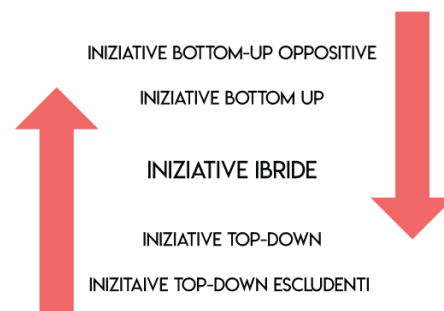 INIZIATIVE BOTTOM-UP OPPOSITIVE
INIZIATIVE BOTTOM UP
INIZIATIVE IBRIDE
INIZIATIVE TOP-DOWN
INIZITAIVE TOP-DOWN ESCLUDENTI